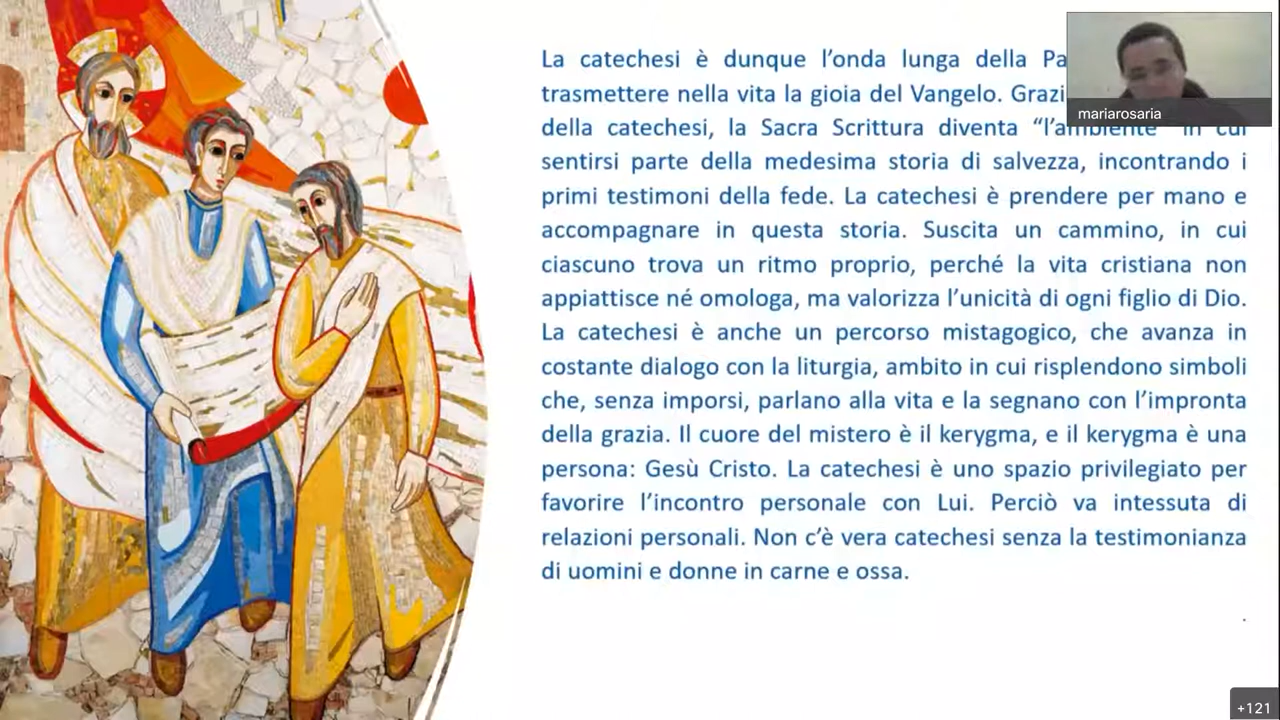 La catechesi è dunque l’onda lunga della
trasmettere nella vita la gioia del Vangelo.
della catechesi, la Sacra Scrittura diventa “l’ambiente” in cui
sentirsi parte della medesima storia di salvezza, incontrando i
primi testimoni della fede. La catechesi è prendere per mano e
accompagnare in questa storia. Suscita un cammino, in cui
ciascuno trova un ritmo proprio, perché la vita cristiana non
appiattisce né omologa, ma valorizza l’unicità di ogni figlio di Dio.
La catechesi è anche un percorso mistagogico, che avanza in
costante dialogo con la liturgia, ambito in cui risplendono simboli
che, senza imporsi, parlano alla vita e la segnano con l’impronta
della grazia. Il cuore del mistero è il kerygma, e il kerygma è una
persona: Gesù Cristo. La catechesi è uno spazio privilegiato per
favorire l’incontro personale con Lui. Perciò va intessuta di
relazioni personali. Non c’è vera catechesi senza la testimonianza
di uomini e donne in carne e ossa.
.
mariarosaria
+121